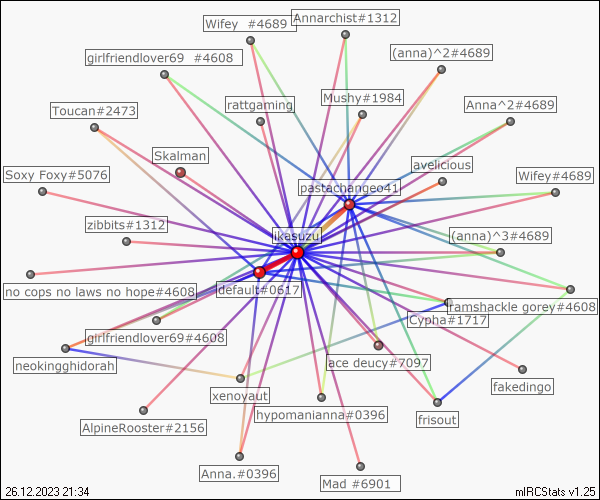 Annarchist#1312
Wifey  #4689
(anna)^2#4689
girlfriendlover69  #4608
Mushy#1984
rattgaming
Anna^2#4689
Toucan#2473
Skalman
avelicious
Soxy Foxy#5076
pastachangeo41
Wifey#4689
zibbits#1312
ikasuzu
(anna)^3#4689
no cops no laws no hope#4608
default#0617
ramshackle gorey#4608
Cypha#1717
girlfriendlover69#4608
neokingghidorah
ace deucy#7097
fakedingo
xenoyaut
hypomanianna#0396
frisout
AlpineRooster#2156
Anna.#0396
Mad #6901
26.12.2023 21:34
mIRCStats v1.25